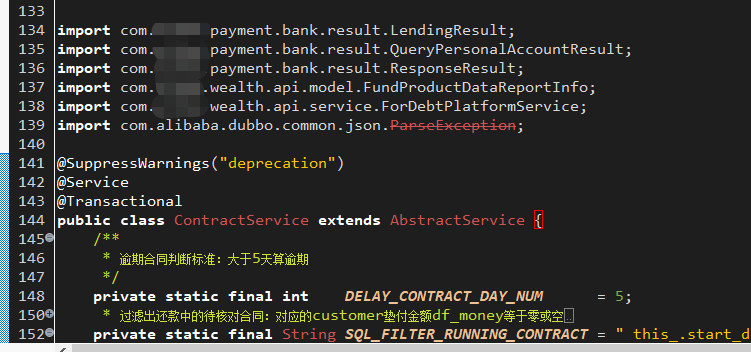 133
134 import com. payment.bank.result.LendingResult;
135 import com. payment.bank.result.QueryPersonalAccountResult;
136 import com. payment.bank.result.ResponseResult;
137 import com. .wealth.api.model.FundProductDataReportInfo;
138 import com. wealth.api.service.ForDebtPlatformService;
139 import com.alibaba.dubbo.common.json.ParseException;
140
141 @SuppressWarnings("deprecation")
142 @Service
143 @Transactional
144 public class ContractService extends AbstractService {
145 /**
146 * 逾期合同判断标准：大于5天算逾期
147 */
148 private static final int DELAY_CONTRACT_DAY_NUM = 5;
150 * 过滤出还款中的待核对合同：对应的customer垫付金额df_money等于零或空
152 private static final String SQL_FILTER_RUNNING_CONTRACT = " this_.start_d